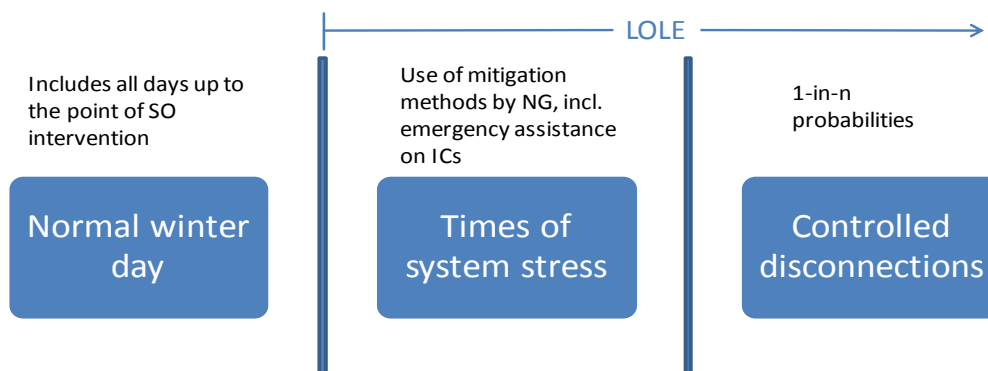 LOLE
Includes all days up to
the point of SO
intervention
Use of mitigation
methods by NG, incl.
emergency assistance
on ICs
1-in-n
probabilities
Normal winter
day
Times of
system stress
Controlled
disconnections